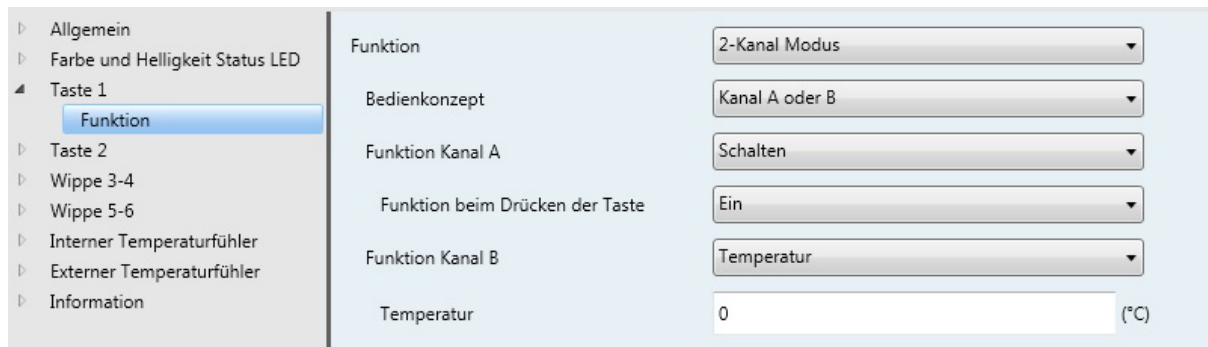 Allgemein
Farbe und Helligkeit Status LED
Taste 1
Funktion
Taste 2
Wippe 3-4
Wippe 5-6
Interner Temperaturfühler
Externer Temperaturfühler
Information
Funktion 2-Kanal Modus
Bedienkonzept Kanal A oder B
Funktion Kanal A Schalten
Funktion beim Drücken der Taste Ein
Funktion Kanal B Temperatur
Temperatur 0 (°C)